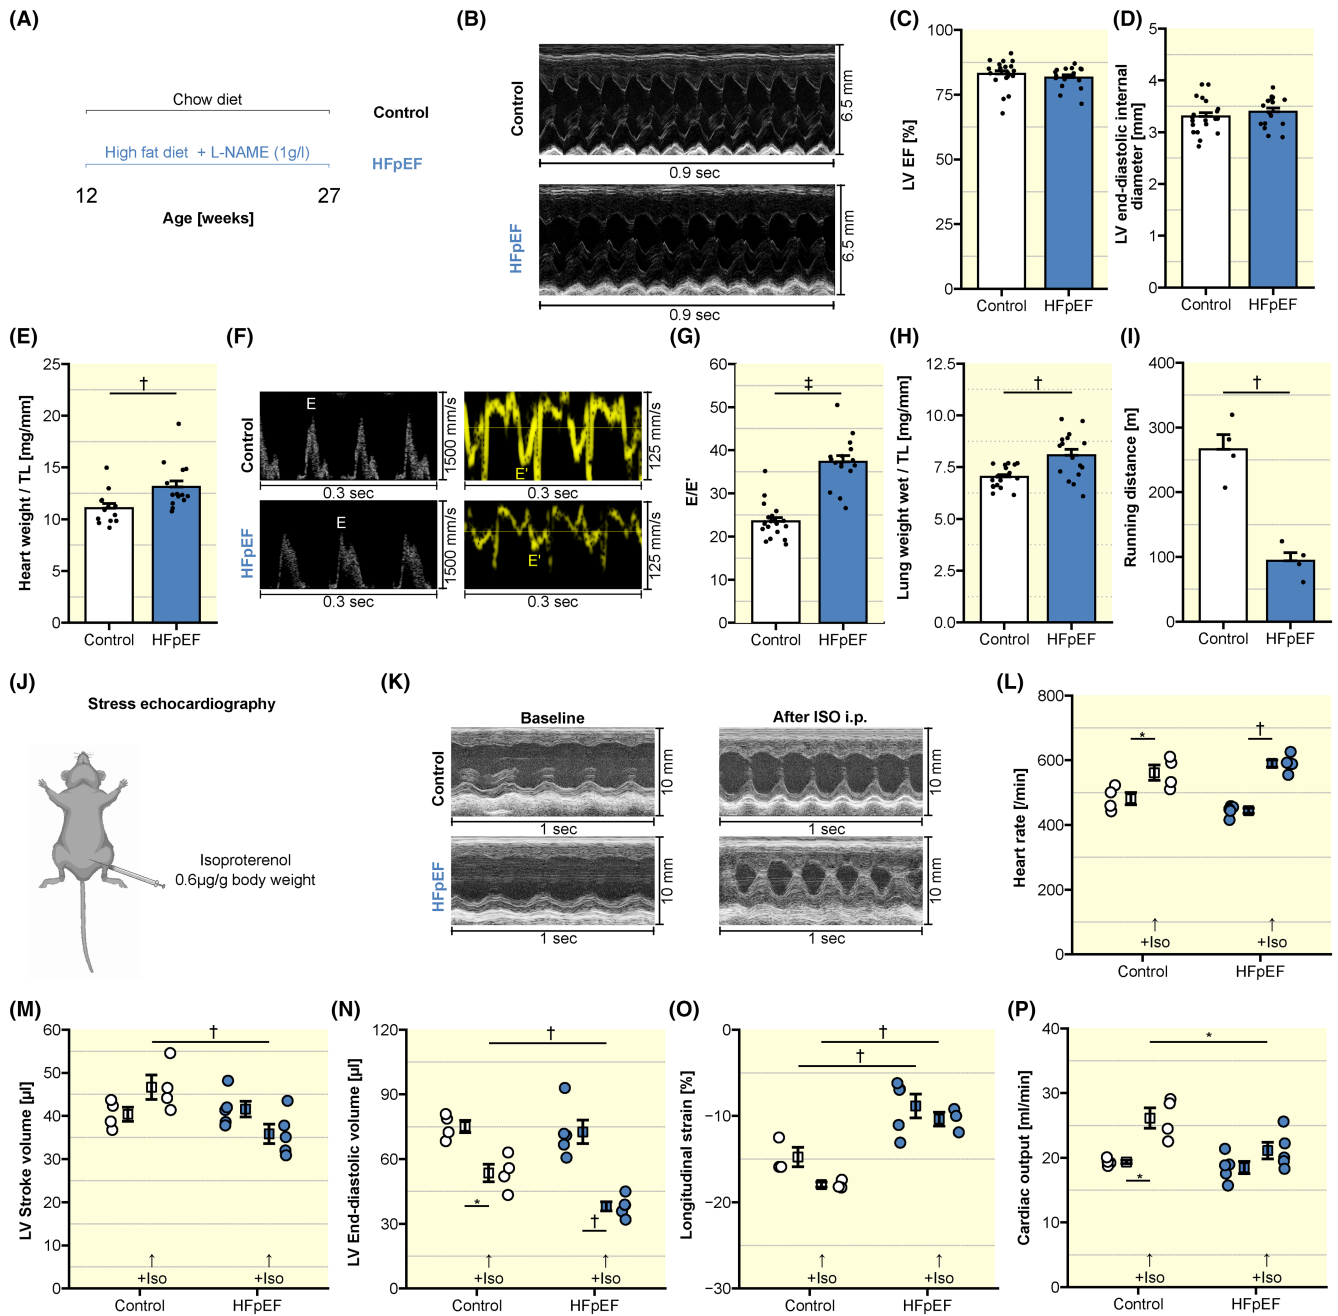 (A)
Chow diet
Control
High fat diet + L-NAME (1g/l)
HFpEF
12
27
Age [weeks]
(B)
Control
6.5 mm
0.9 sec
HFpEF
6.5 mm
0.9 sec
(C)
LV EF [%]
100
75
50
25
0
Control
HFpEF
(D)
LV end-diastolic internal
diameter [mm]
5
4
3
2
1
0
Control
HFpEF
(E)
Heart weight / TL [mg/mm]
25
20
15
10
5
0
†
Control
HFpEF
(F)
Control
E
1500 mm/s
0.3 sec
E'
125 mm/s
0.3 sec
HFpEF
E
1500 mm/s
0.3 sec
E'
125 mm/s
0.3 sec
(G)
E/E'
60
50
40
30
20
10
0
‡
Control
HFpEF
(H)
Lung weight wet / TL [mg/mm]
12.5
10.0
7.5
5.0
2.5
0.0
†
Control
HFpEF
(I)
Running distance [m]
400
300
200
100
0
†
Control
HFpEF
(J)
Stress echocardiography
Isoproterenol
0.6µg/g body weight
(K)
Baseline
After ISO i.p.
Control
10 mm
1 sec
10 mm
1 sec
HFpEF
10 mm
1 sec
10 mm
1 sec
(L)
Heart rate [/min]
800
600
400
200
0
*
†
↑
+Iso
↑
+Iso
Control
HFpEF
(M)
LV Stroke volume [µl]
60
50
40
30
20
10
0
†
↑
+Iso
↑
+Iso
Control
HFpEF
(N)
LV End-diastolic volume [µl]
120
90
60
30
0
†
*
†
↑
+Iso
↑
+Iso
Control
HFpEF
(O)
Longitudinal strain [%]
0
−10
−20
−30
†
†
↑
+Iso
↑
+Iso
Control
HFpEF
(P)
Cardiac output [ml/min]
40
30
20
10
0
*
*
↑
+Iso
↑
+Iso
Control
HFpEF